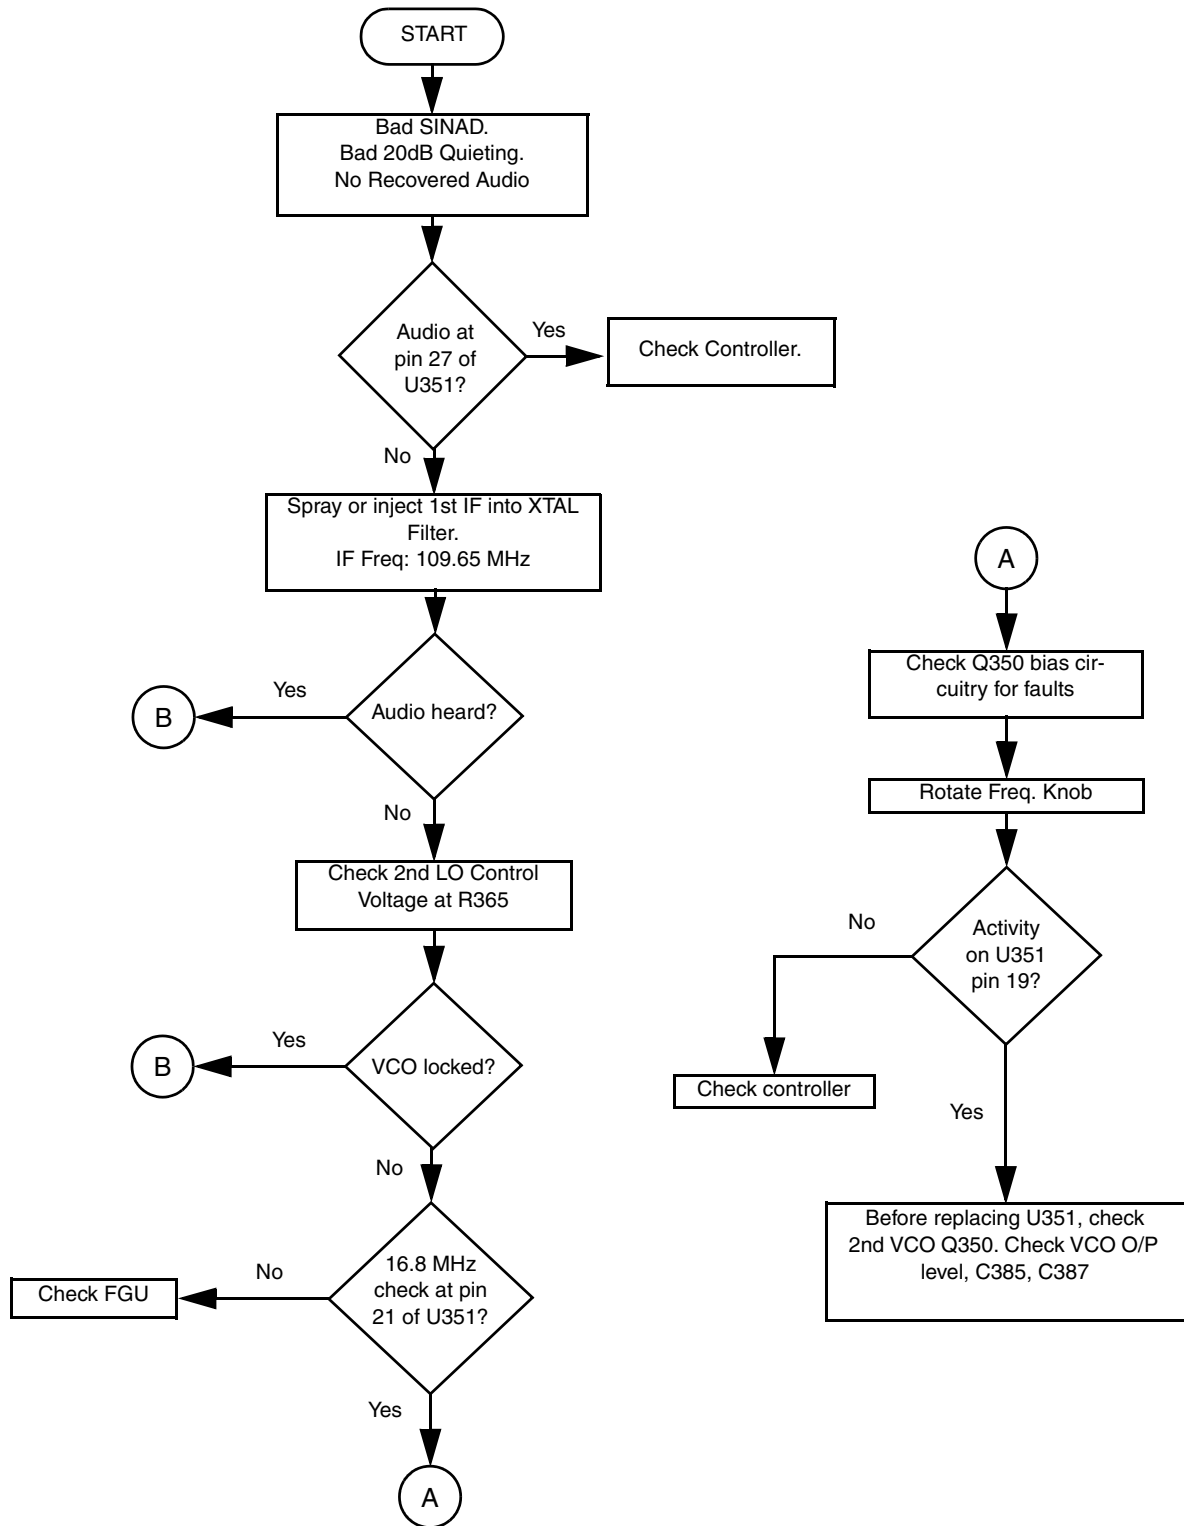 START
Bad SINAD.
Bad 20dB Quieting.
No Recovered Audio
Audio at
pin 27 of
U351?
Yes
Check Controller.
No
Spray or inject 1st IF into XTAL
Filter.
IF Freq: 109.65 MHz
Audio heard?
Yes
B
No
Check 2nd LO Control
Voltage at R365
VCO locked?
Yes
B
No
16.8 MHz
check at pin
21 of U351?
No
Check FGU
Yes
A
A
Check Q350 bias cir-
cuitry for faults
Rotate Freq. Knob
Activity
on U351
pin 19?
No
Check controller
Yes
Before replacing U351, check
2nd VCO Q350. Check VCO O/P
level, C385, C387